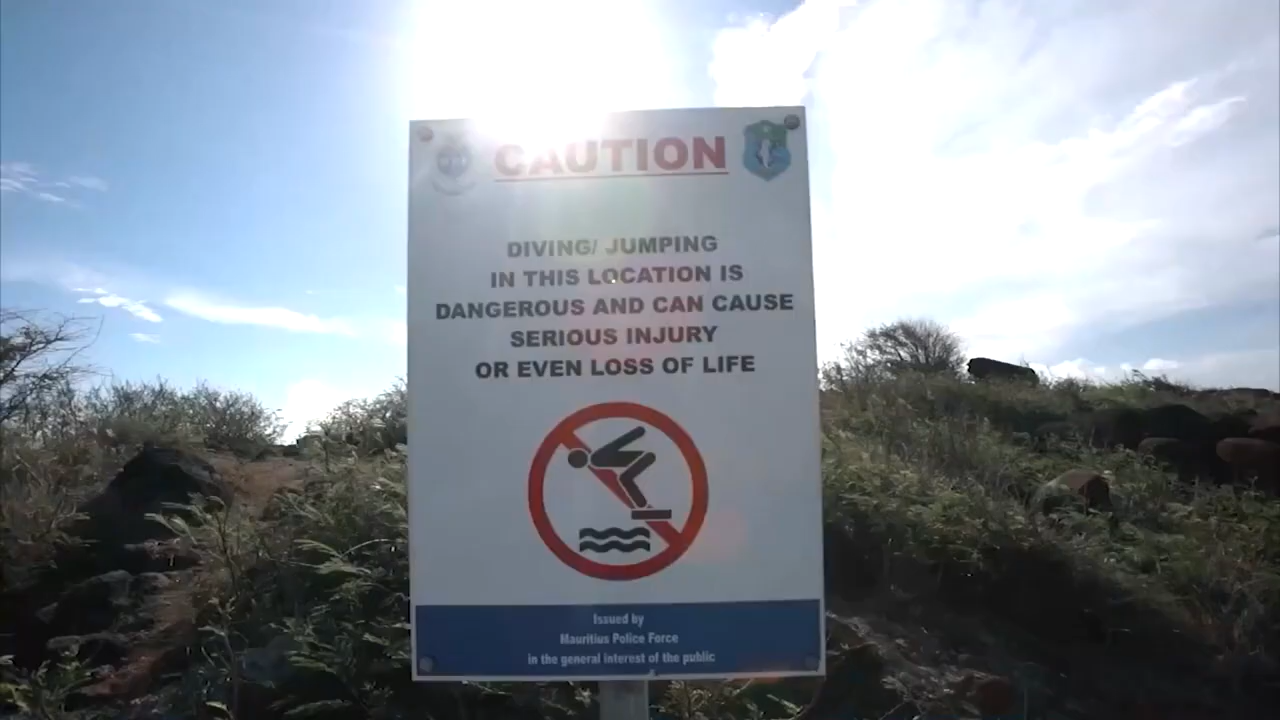 CAUTION
DIVING/ JUMPING
IN THIS LOCATION IS
DANGEROUS AND CAN CAUSE
SERIOUS INJURY
OR EVEN LOSS OF LIFE
Issued by
Mauritius Police Force
in the general interest of the public